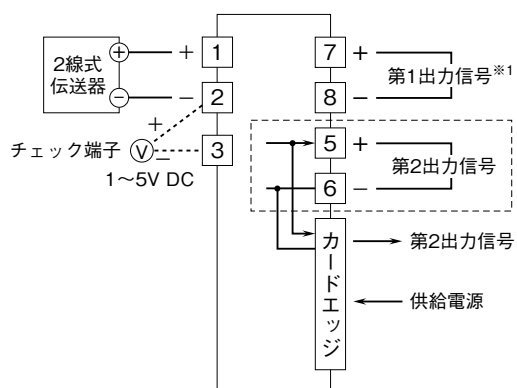 2線式
伝送器
+
−
+
−
1
2
3
+
−
チェック端子
V
1〜5V DC
7
+
8
−
第1出力信号※1
5
+
6
−
第2出力信号
カードエッジ
第2出力信号
供給電源